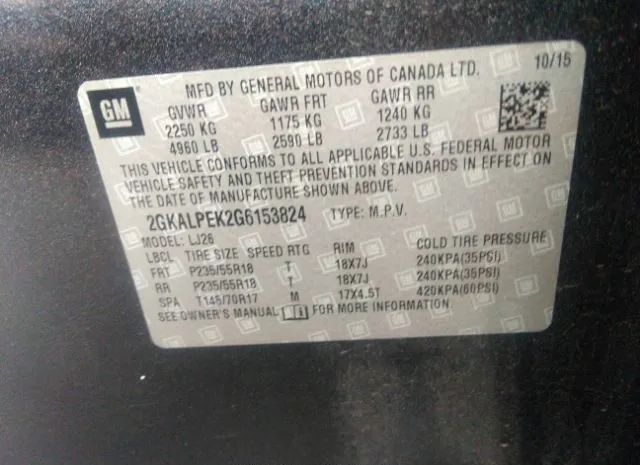 10/15
GM
MFD BY GENERAL MOTORS OF CANADA LTD.
GVWR GAWR FRT GAWR RR
2250 KG 1175 KG 1240 KG
4960 LB 2590 LB 2733 LB
THIS VEHICLE CONFORMS TO ALL APPLICABLE U.S. FEDERAL MOTOR
VEHICLE SAFETY AND THEFT PREVENTION STANDARDS IN EFFECT ON
THE DATE OF MANUFACTURE SHOWN ABOVE.
2GKALPEK2G6153824 TYPE: M.P.V.
MODEL: LJ26
LBCL TIRE SIZE SPEED RTG RIM COLD TIRE PRESSURE
FRT P235/55R18 T 18X7J 240KPA(35PSI)
RR P235/55R18 T 18X7J 240KPA(35PSI)
SPA T145/70R17 M 17X4.5T 420KPA(60PSI)
SEE OWNER'S MANUAL FOR MORE INFORMATION.